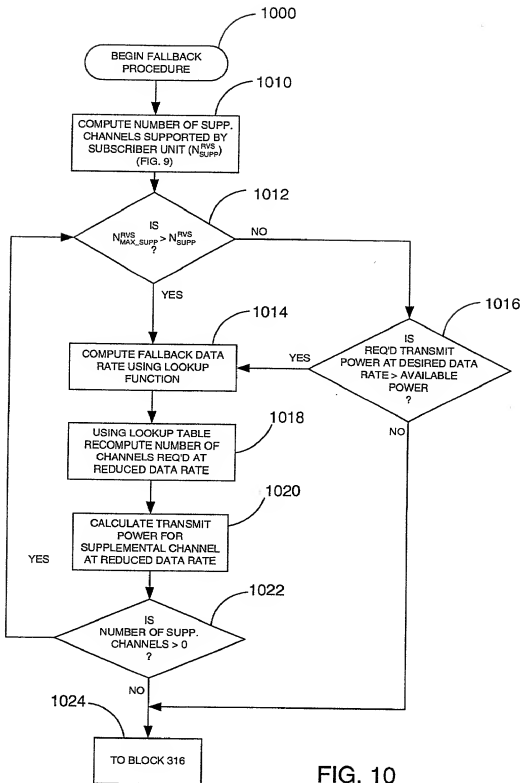 1000
BEGIN FALLBACK
PROCEDURE
1010
COMPUTE NUMBER OF SUPP.
CHANNELS SUPPORTED BY
SUBSCRIBER UNIT (N^RVS_SUPP)
(FIG. 9)
1012
IS
N^RVS_MAX_SUPP > N^RVS_SUPP
?
NO
YES
1014
COMPUTE FALLBACK DATA
RATE USING LOOKUP
FUNCTION
YES
1016
IS
REQ'D TRANSMIT
POWER AT DESIRED DATA
RATE > AVAILABLE
POWER
?
NO
1018
USING LOOKUP TABLE
RECOMPUTE NUMBER OF
CHANNELS REQ'D AT
REDUCED DATA RATE
1020
CALCULATE TRANSMIT
POWER FOR
SUPPLEMENTAL CHANNEL
AT REDUCED DATA RATE
YES
1022
IS
NUMBER OF SUPP.
CHANNELS > 0
?
NO
1024
TO BLOCK 316
FIG. 10